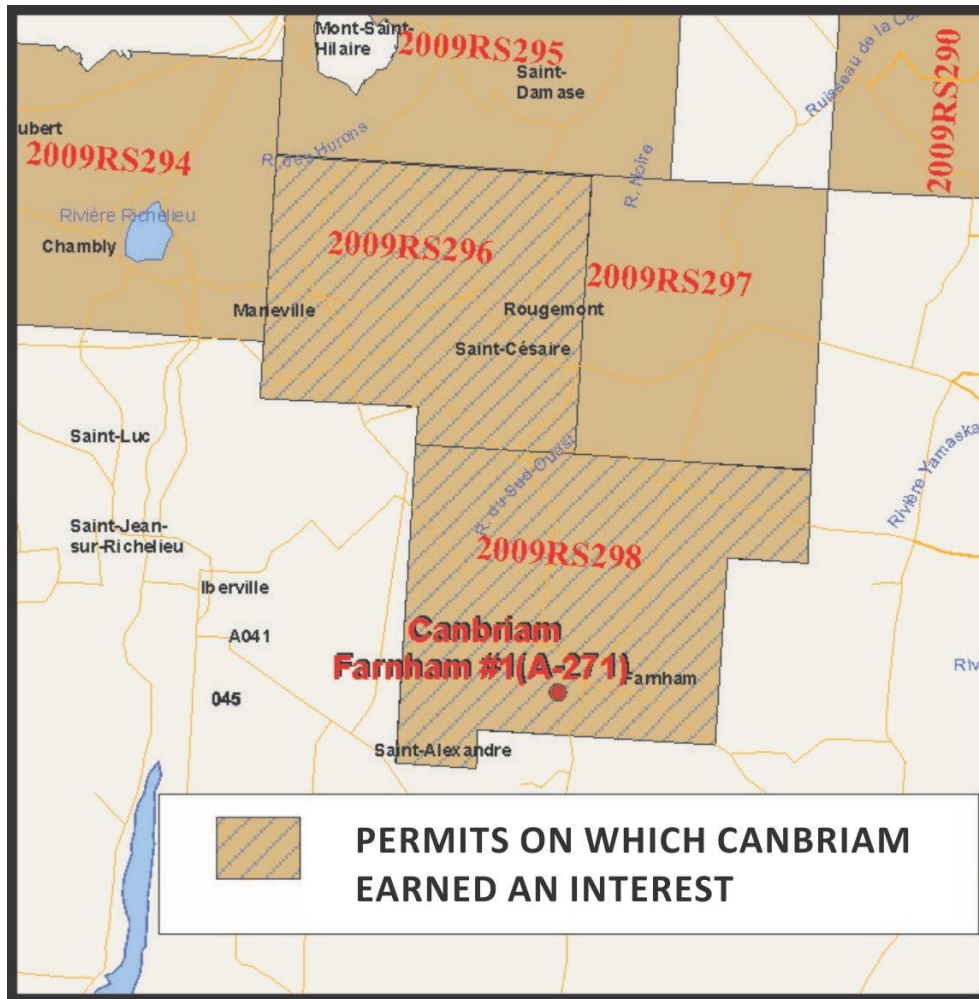 Mont-Saint-
Hilaire
2009RS295
Saint-
Damase
Ruisseau de la
2009RS290
ubert
2009RS294
R. des Hurons
R. Noire
Rivière Richelieu
Chambly
2009RS296
2009RS297
Marieville
Rougemont
Saint-Césaire
Saint-Luc
R. du Sud-Ouest
Rivière Yamaska
Saint-Jean-
sur-Richelieu
2009RS298
Iberville
A041
Canbriam
Farnham #1(A-271)
Farnham
Riv
045
Saint-Alexandre
PERMITS ON WHICH CANBRIAM
EARNED AN INTEREST